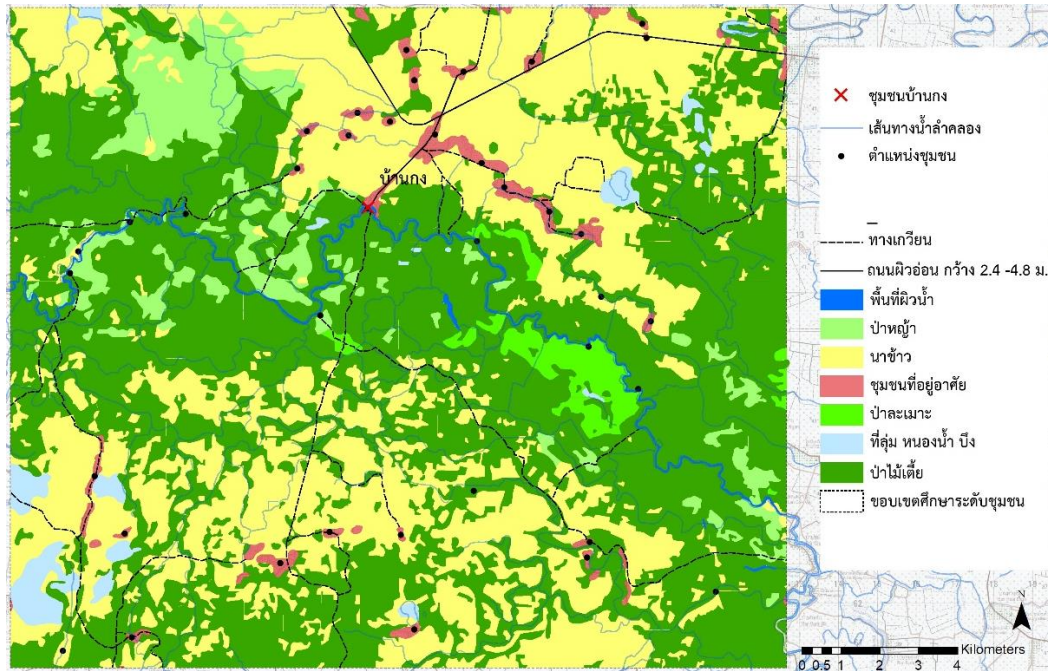 บ้านกง
ชุมชนบ้านกง
เส้นทางน้ำลำคลอง
ตำแหน่งชุมชน
ทางเกวียน
ถนนผิวอ่อน กว้าง 2.4 -4.8 ม.
พื้นที่ผิวน้ำ
ป่าหญ้า
นาข้าว
ชุมชนที่อยู่อาศัย
ป่าละเมาะ
ที่ลุ่ม หนองน้ำ บึง
ป่าไม้เตี้ย
ขอบเขตศึกษาระดับชุมชน
N
Kilometers
0 0.5 1 2 3 4